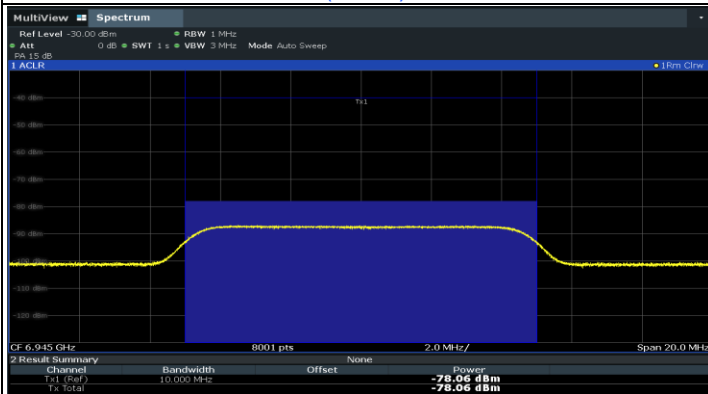 MultiView Spectrum
Ref Level -30.00 dBm RBW 1 MHz
Att 0 dB SWT 1 s VBW 3 MHz Mode Auto Sweep
PA 15 dB
1 ACLR 1Rm Clrw
-40 dBm
Tx1
-50 dBm
-60 dBm
-70 dBm
-80 dBm
-90 dBm
-100 dBm
-110 dBm
-120 dBm
CF 6.945 GHz 8001 pts 2.0 MHz/ Span 20.0 MHz
2 Result Summary None
Channel Bandwidth Offset Power
Tx1 (Ref) 10.000 MHz -78.06 dBm
Tx Total -78.06 dBm